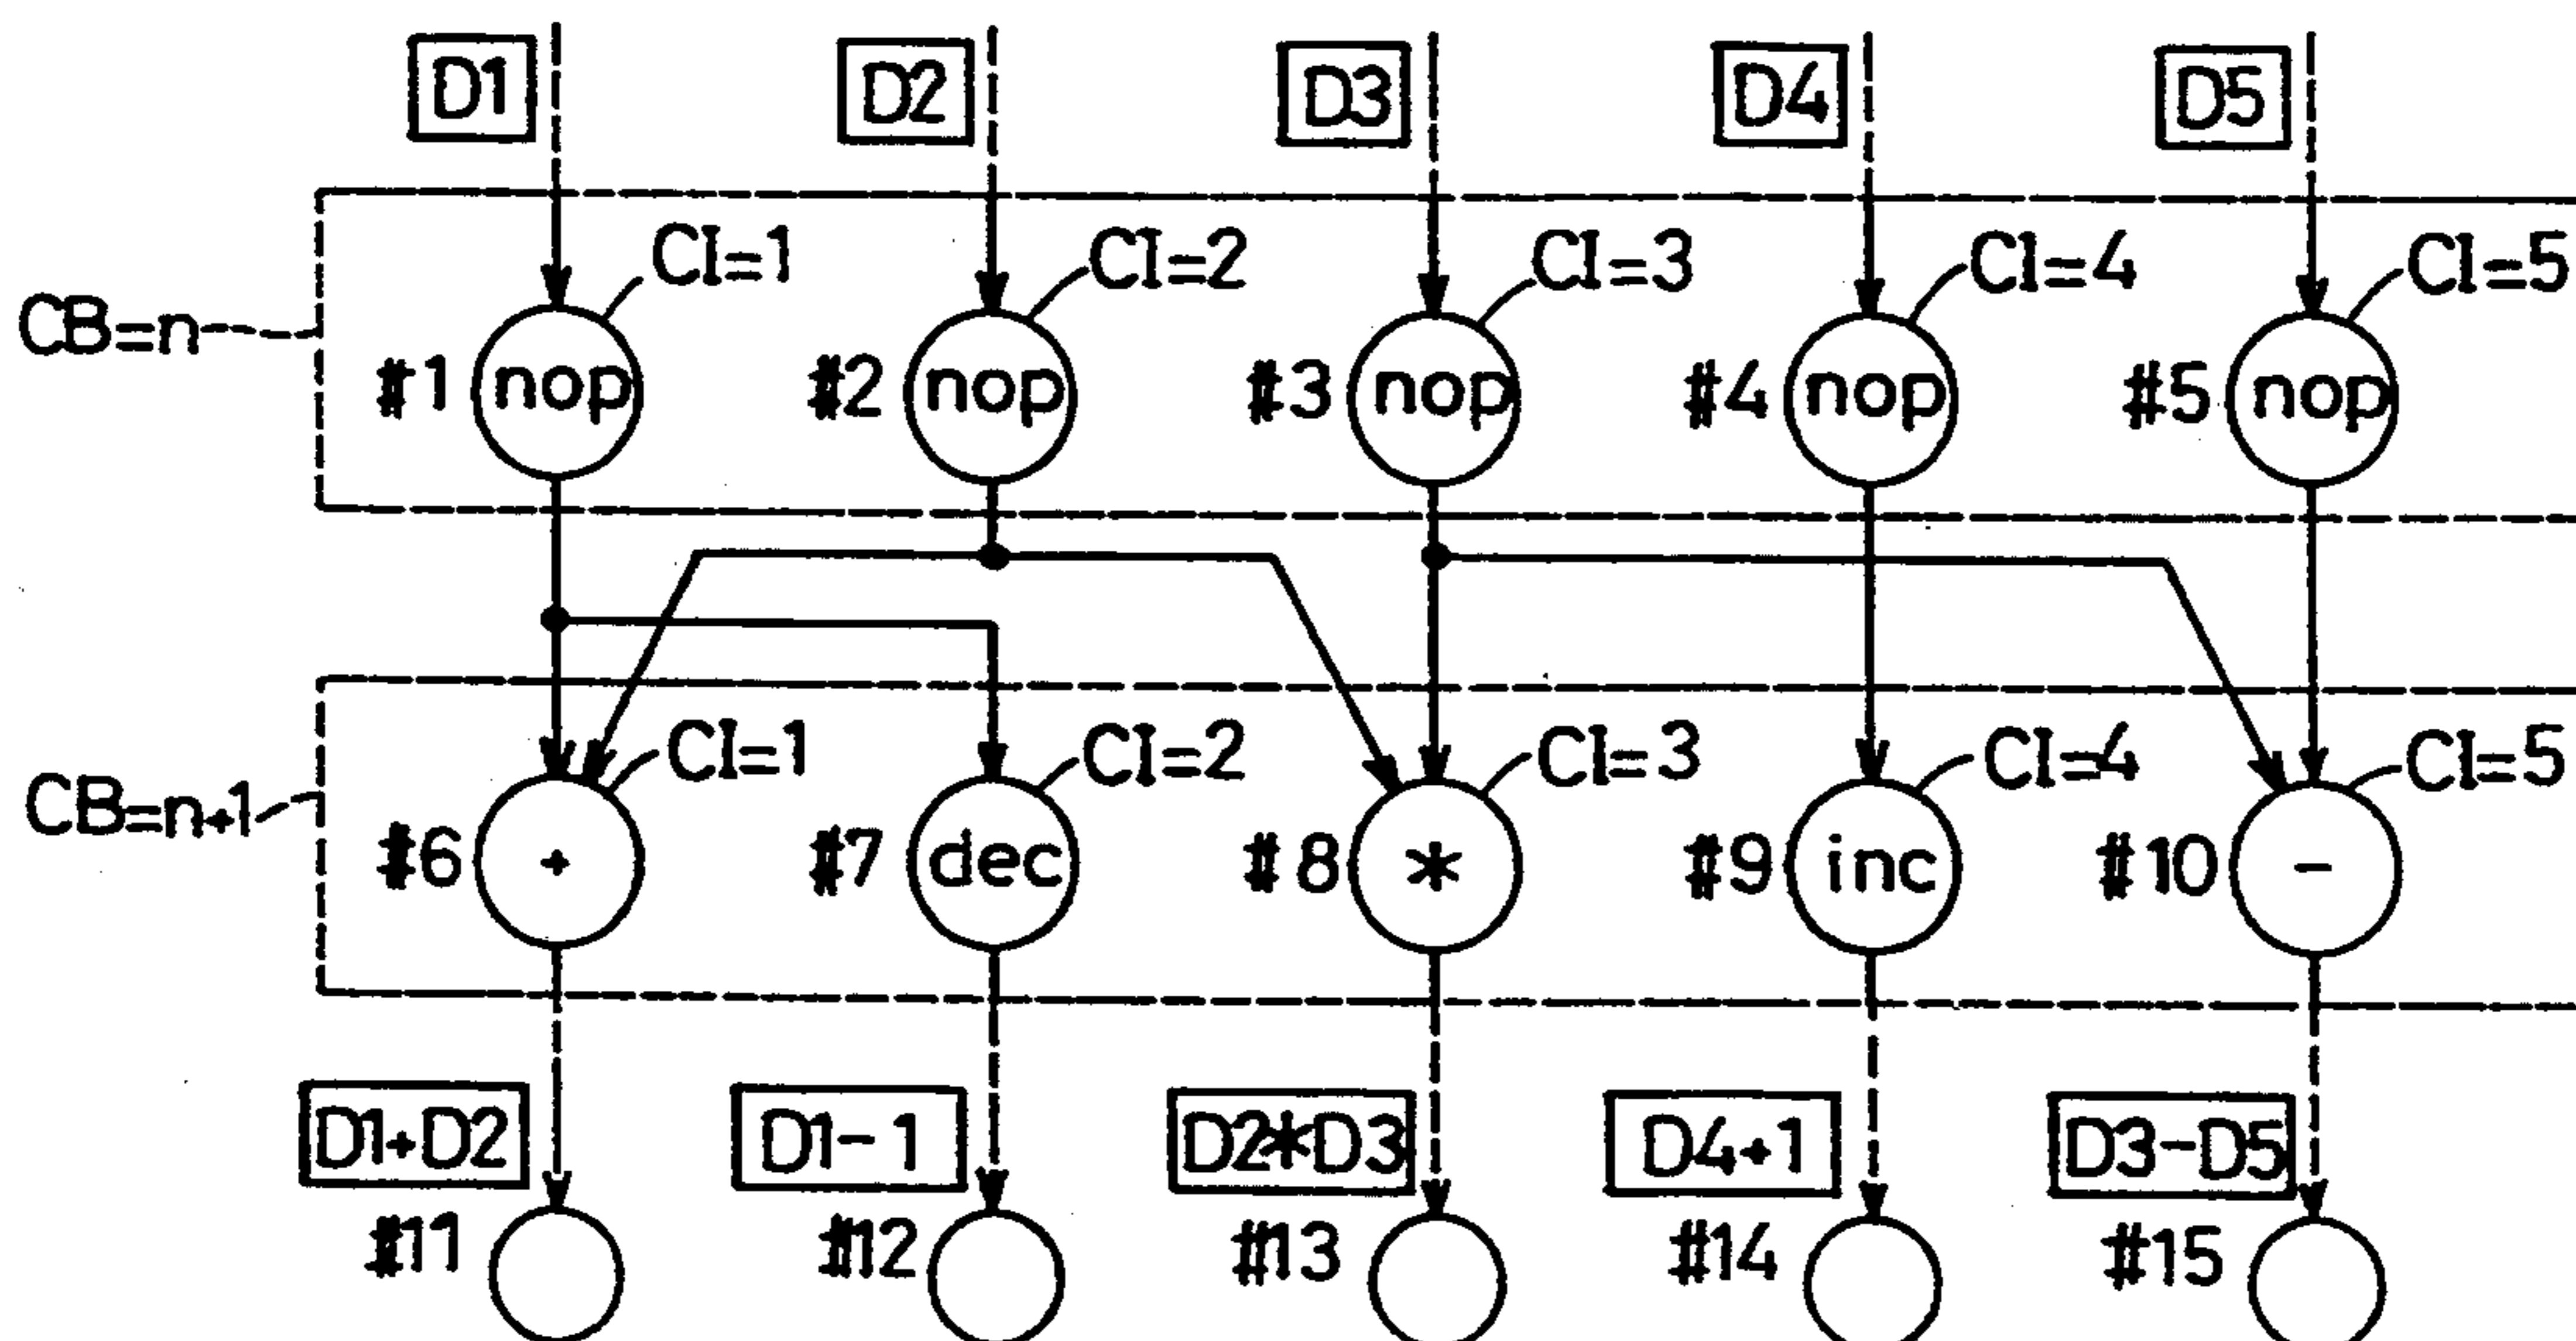 D1 D2 D3 D4 D5
CI=1 CI=2 CI=3 CI=4 CI=5
CB=n
#1 nop #2 nop #3 nop #4 nop #5 nop
CI=1 CI=2 CI=3 CI=4 CI=5
CB=n+1
#6 + #7 dec #8 * #9 inc #10 -
D1+D2 D1-1 D2*D3 D4+1 D3-D5
#11 #12 #13 #14 #15